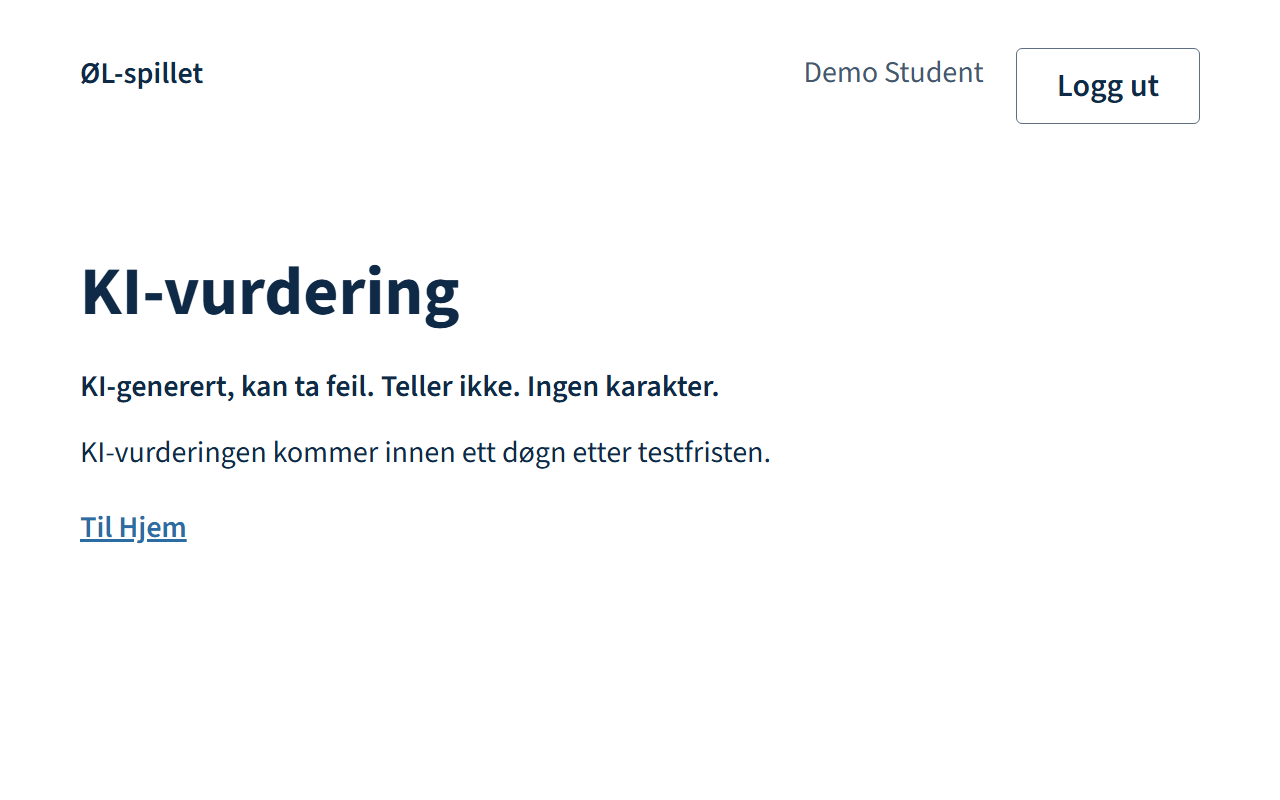 ØL-spillet
Demo Student
Logg ut
KI-vurdering
KI-generert, kan ta feil. Teller ikke. Ingen karakter.
KI-vurderingen kommer innen ett døgn etter testfristen.
Til Hjem